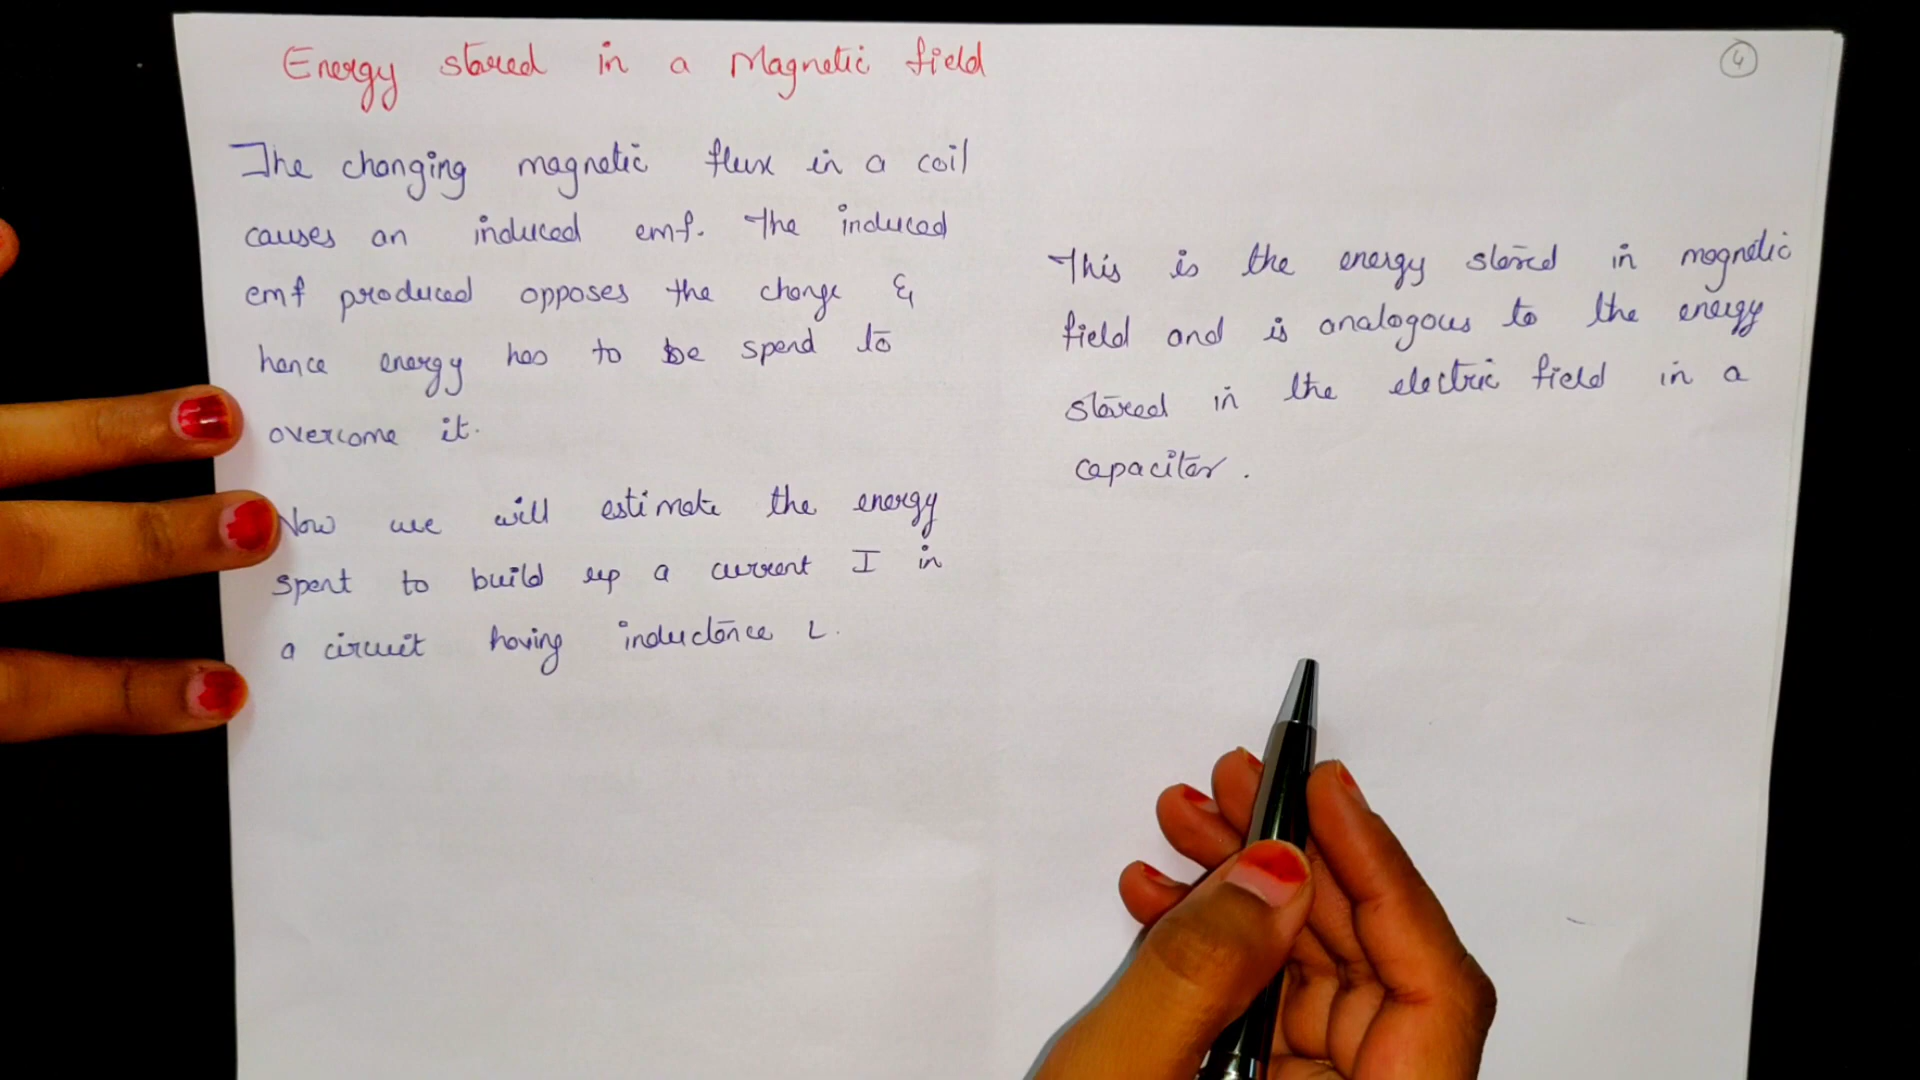 Energy stored in a Magnetic field
4
The changing magnetic flux in a coil
causes an induced emf. The induced
emf produced opposes the change &
hence energy has to be spend to
overcome it.
Now we will estimate the energy
spent to build up a current I in
a circuit having inductance L.
This is the energy stored in magnetic
field and is analogous to the energy
stored in the electric field in a
capacitor.